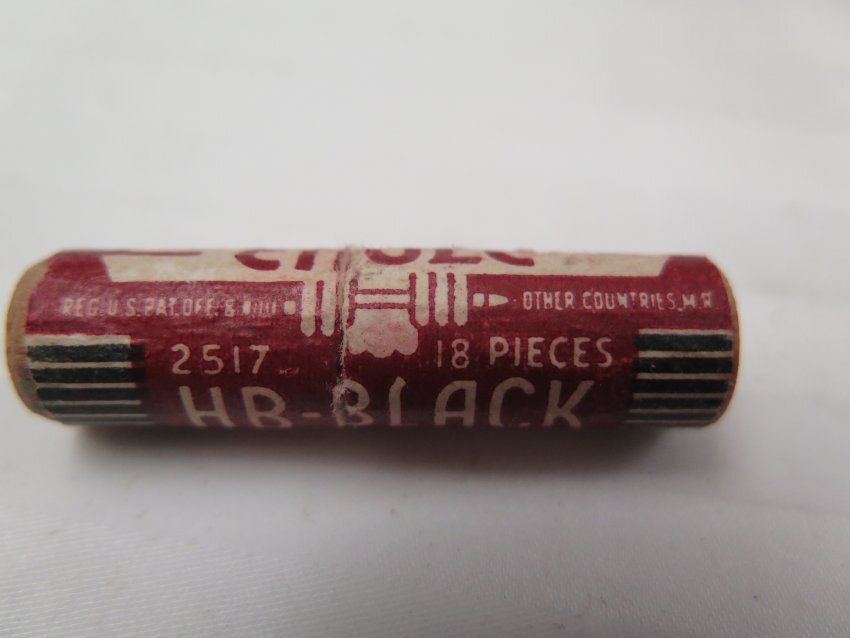 REG. U.S. PAT. OFF. & OTHER COUNTRIES, M.R.
2517 18 PIECES
HB-BLACK